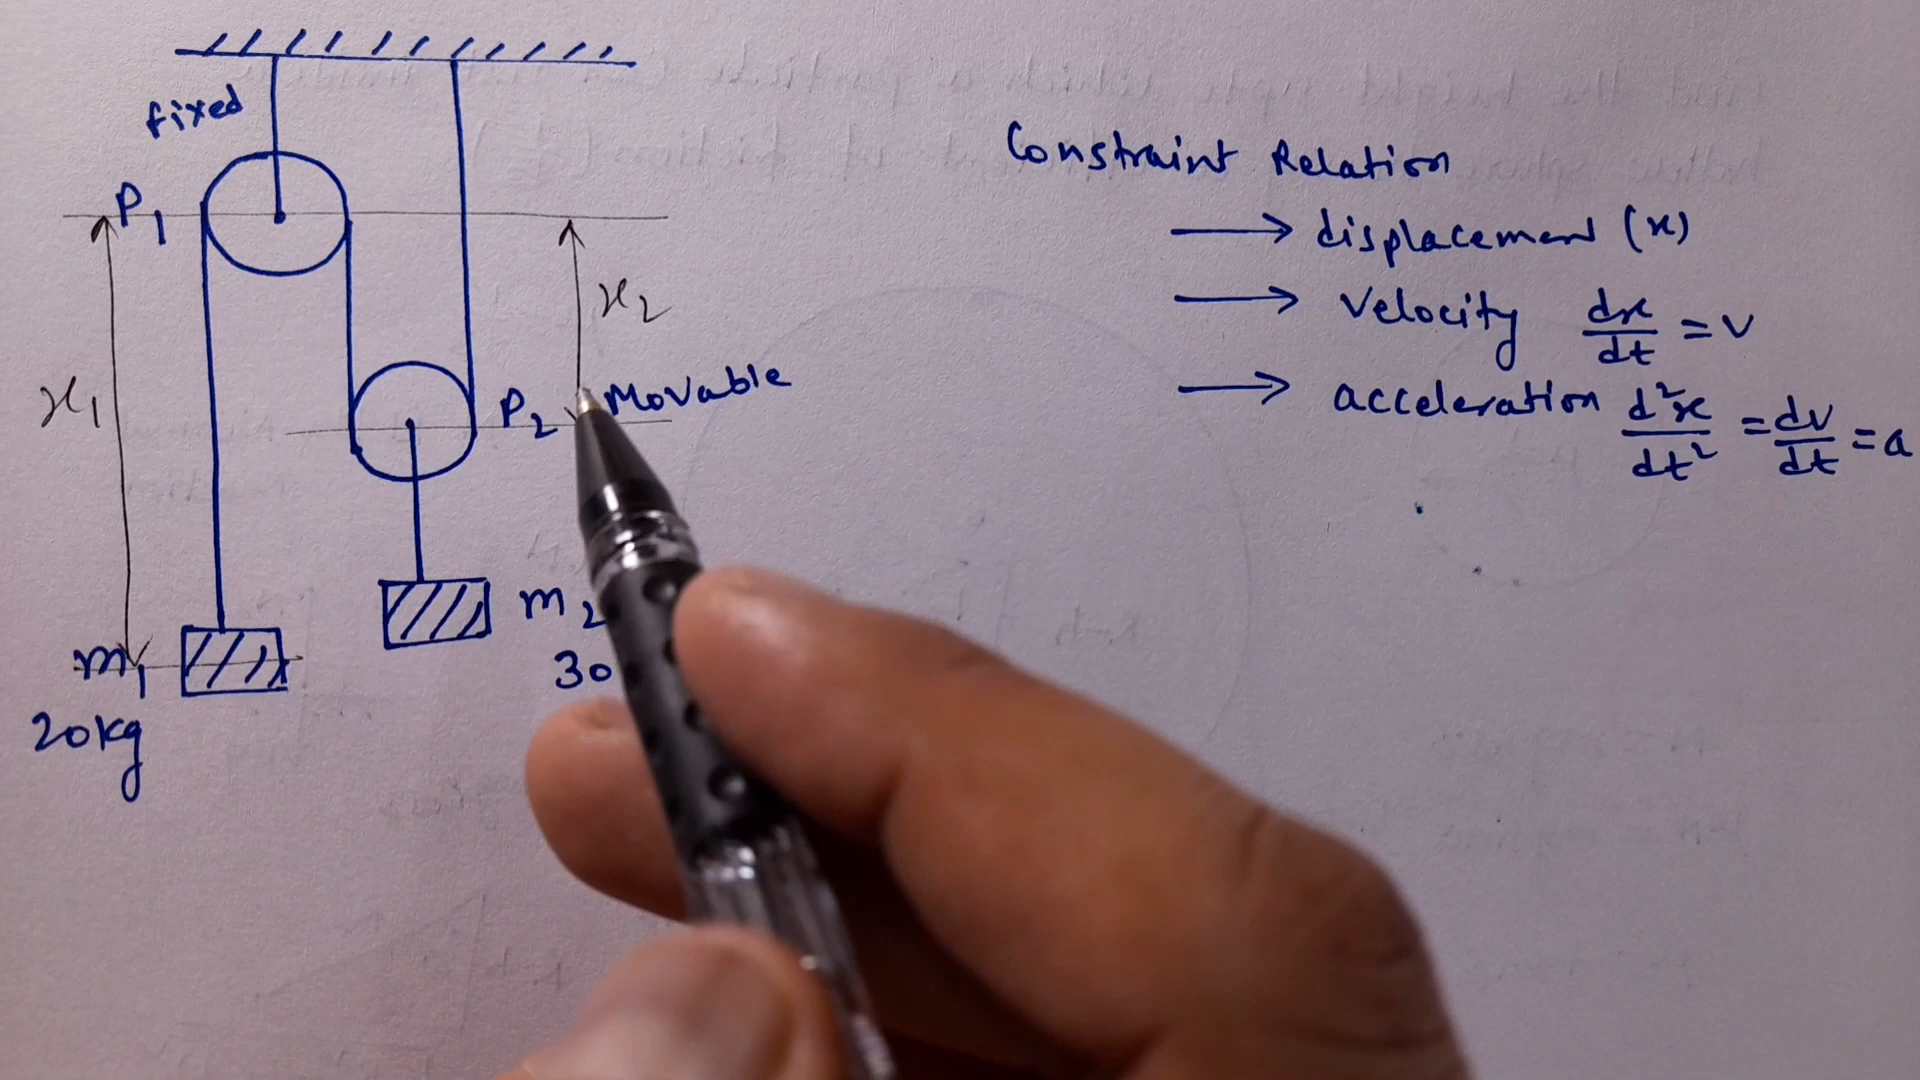 fixed
P1
x1
x2
P2
Movable
m1
20kg
m2
30
Constraint Relation
→ displacement (x)
→ Velocity dx/dt = v
→ acceleration d²x/dt² = dv/dt = a